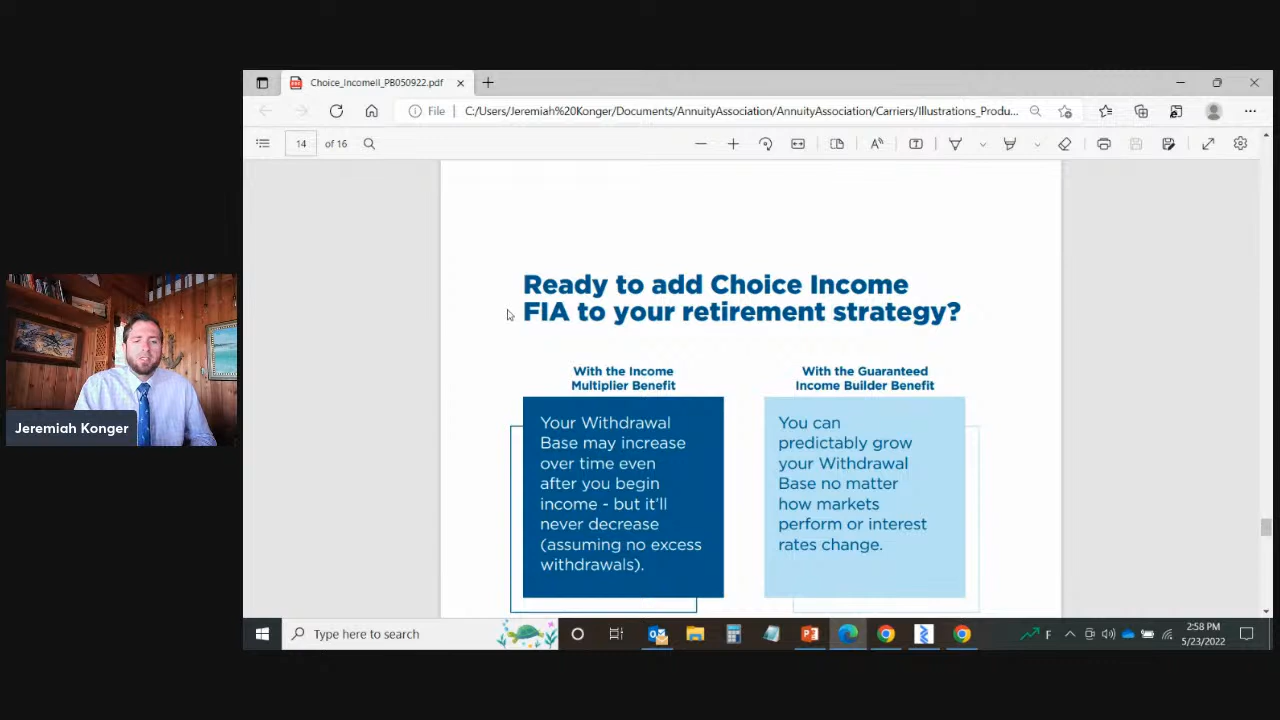 Choice_IncomeII_PB050922.pdf
File
C:/Users/Jeremiah%20Konger/Documents/AnnuityAssociation/AnnuityAssociation/Carriers/Illustrations_Produ...
14
of 16
Ready to add Choice Income
FIA to your retirement strategy?
With the Income
Multiplier Benefit
Your Withdrawal
Base may increase
over time even
after you begin
income - but it'll
never decrease
(assuming no excess
withdrawals).
With the Guaranteed
Income Builder Benefit
You can
predictably grow
your Withdrawal
Base no matter
how markets
perform or interest
rates change.
Jeremiah Konger
Type here to search
F
2:58 PM
5/23/2022